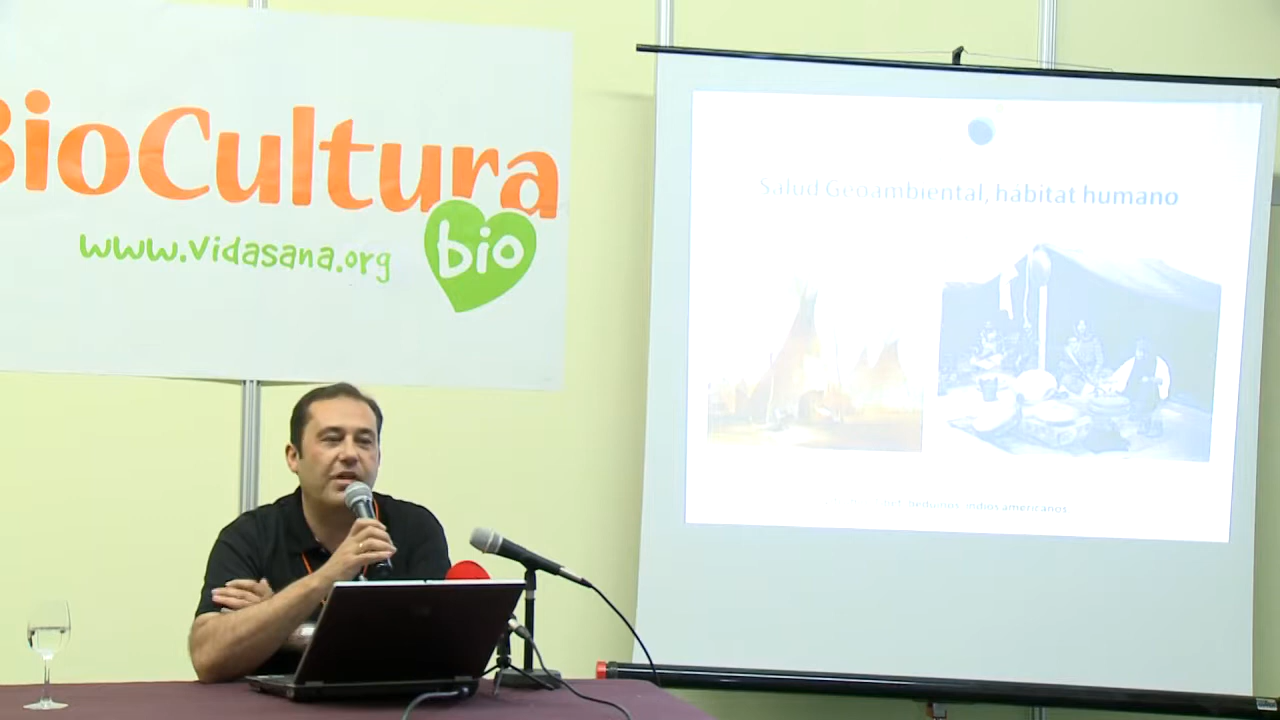 BioCultura
bio
www.vidasana.org
Salud Geoambiental, hábitat humano
indios americanos